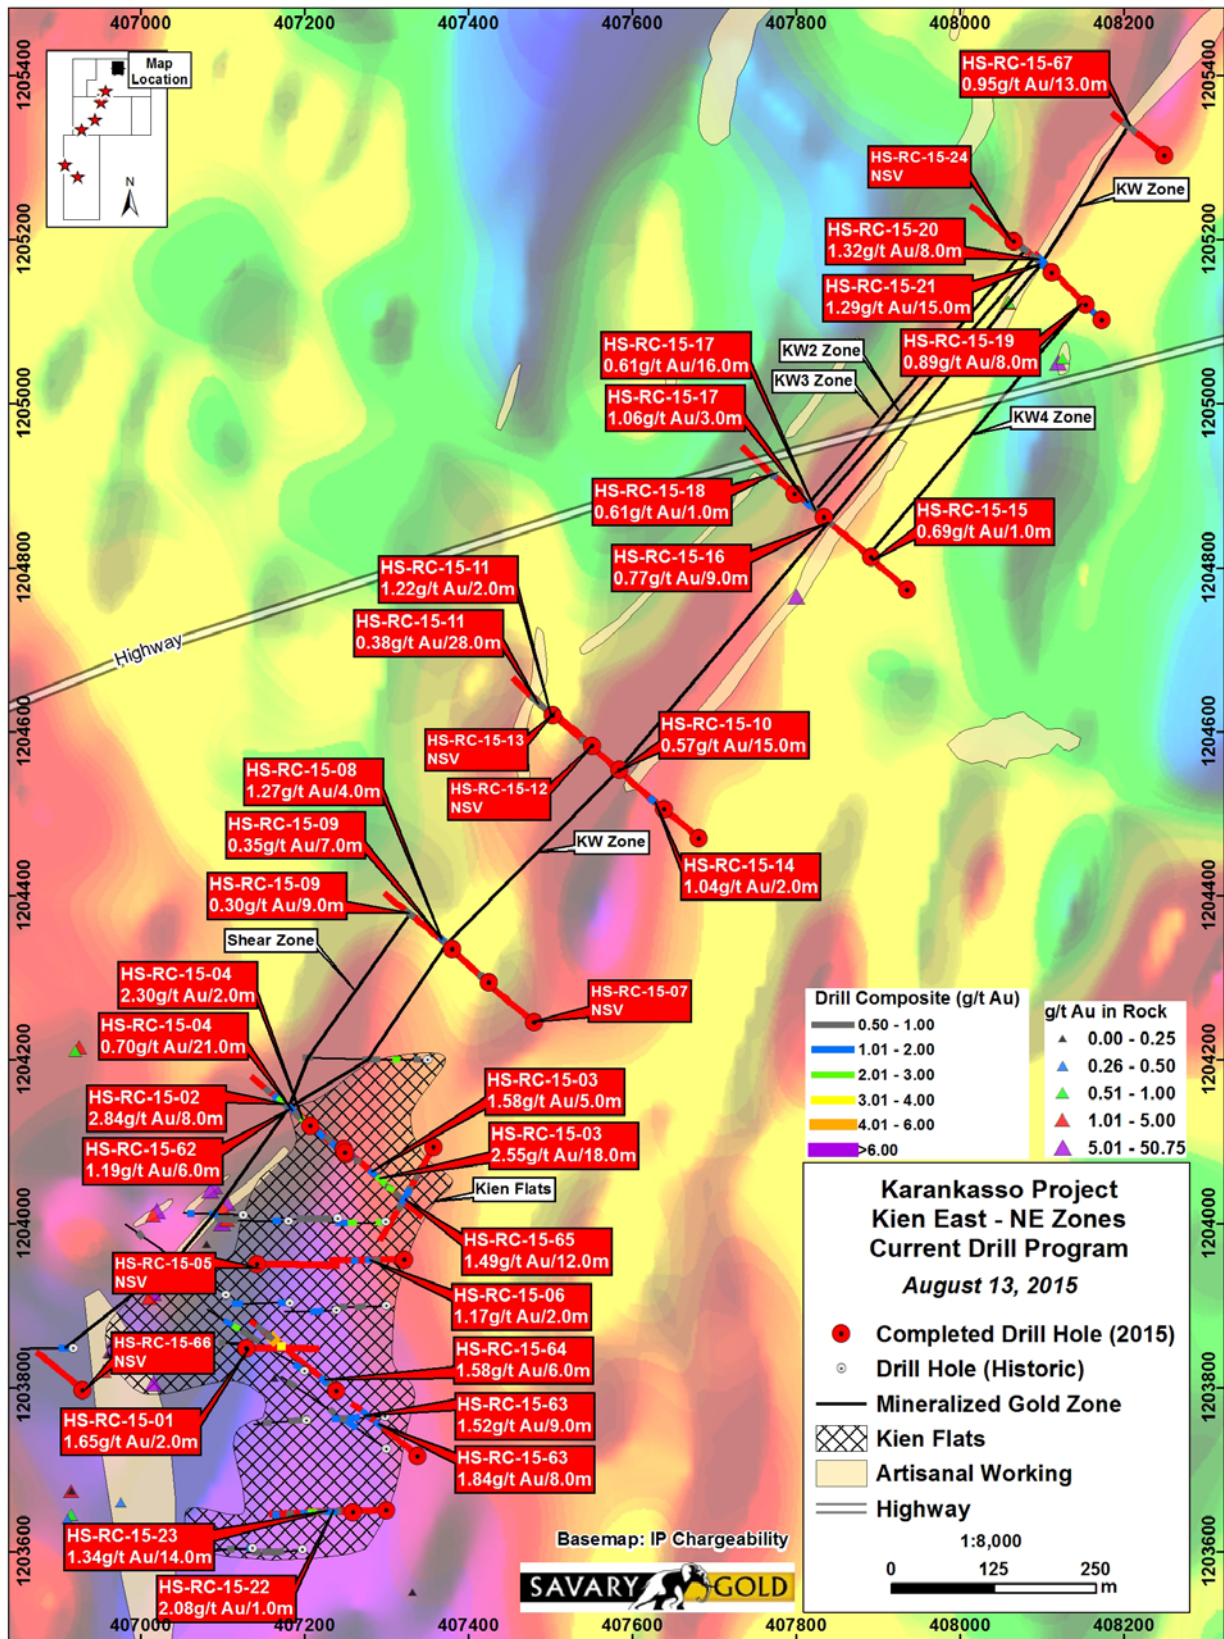 407000 407200 407400 407600 407800 408000 408200
1205400
1205200
1205000
1204800
1204600
1204400
1204200
1204000
1203800
1203600
1205400
1205200
1205000
1204800
1204600
1204400
1204200
1204000
1203800
1203600
Map
Location
N
HS-RC-15-67
0.95g/t Au/13.0m
HS-RC-15-24
NSV
KW Zone
HS-RC-15-20
1.32g/t Au/8.0m
HS-RC-15-21
1.29g/t Au/15.0m
HS-RC-15-19
0.89g/t Au/8.0m
HS-RC-15-17
0.61g/t Au/16.0m
KW2 Zone
KW3 Zone
HS-RC-15-17
1.06g/t Au/3.0m
KW4 Zone
HS-RC-15-18
0.61g/t Au/1.0m
HS-RC-15-15
0.69g/t Au/1.0m
HS-RC-15-16
0.77g/t Au/9.0m
HS-RC-15-11
1.22g/t Au/2.0m
HS-RC-15-11
0.38g/t Au/28.0m
Highway
HS-RC-15-13
NSV
HS-RC-15-10
0.57g/t Au/15.0m
HS-RC-15-12
NSV
HS-RC-15-08
1.27g/t Au/4.0m
HS-RC-15-09
0.35g/t Au/7.0m
KW Zone
HS-RC-15-14
1.04g/t Au/2.0m
HS-RC-15-09
0.30g/t Au/9.0m
Shear Zone
HS-RC-15-04
2.30g/t Au/2.0m
HS-RC-15-07
NSV
HS-RC-15-04
0.70g/t Au/21.0m
HS-RC-15-03
1.58g/t Au/5.0m
HS-RC-15-02
2.84g/t Au/8.0m
HS-RC-15-03
2.55g/t Au/18.0m
HS-RC-15-62
1.19g/t Au/6.0m
Kien Flats
HS-RC-15-65
1.49g/t Au/12.0m
HS-RC-15-05
NSV
HS-RC-15-06
1.17g/t Au/2.0m
HS-RC-15-66
NSV
HS-RC-15-64
1.58g/t Au/6.0m
HS-RC-15-63
1.52g/t Au/9.0m
HS-RC-15-01
1.65g/t Au/2.0m
HS-RC-15-63
1.84g/t Au/8.0m
HS-RC-15-23
1.34g/t Au/14.0m
HS-RC-15-22
2.08g/t Au/1.0m
Drill Composite (g/t Au)
0.50 - 1.00
1.01 - 2.00
2.01 - 3.00
3.01 - 4.00
4.01 - 6.00
>6.00
g/t Au in Rock
0.00 - 0.25
0.26 - 0.50
0.51 - 1.00
1.01 - 5.00
5.01 - 50.75
Karankasso Project
Kien East - NE Zones
Current Drill Program
August 13, 2015
Completed Drill Hole (2015)
Drill Hole (Historic)
Mineralized Gold Zone
Kien Flats
Artisanal Working
Highway
1:8,000
0 125 250
m
Basemap: IP Chargeability
SAVARY GOLD
407000 407200 407400 407600 407800 408000 408200